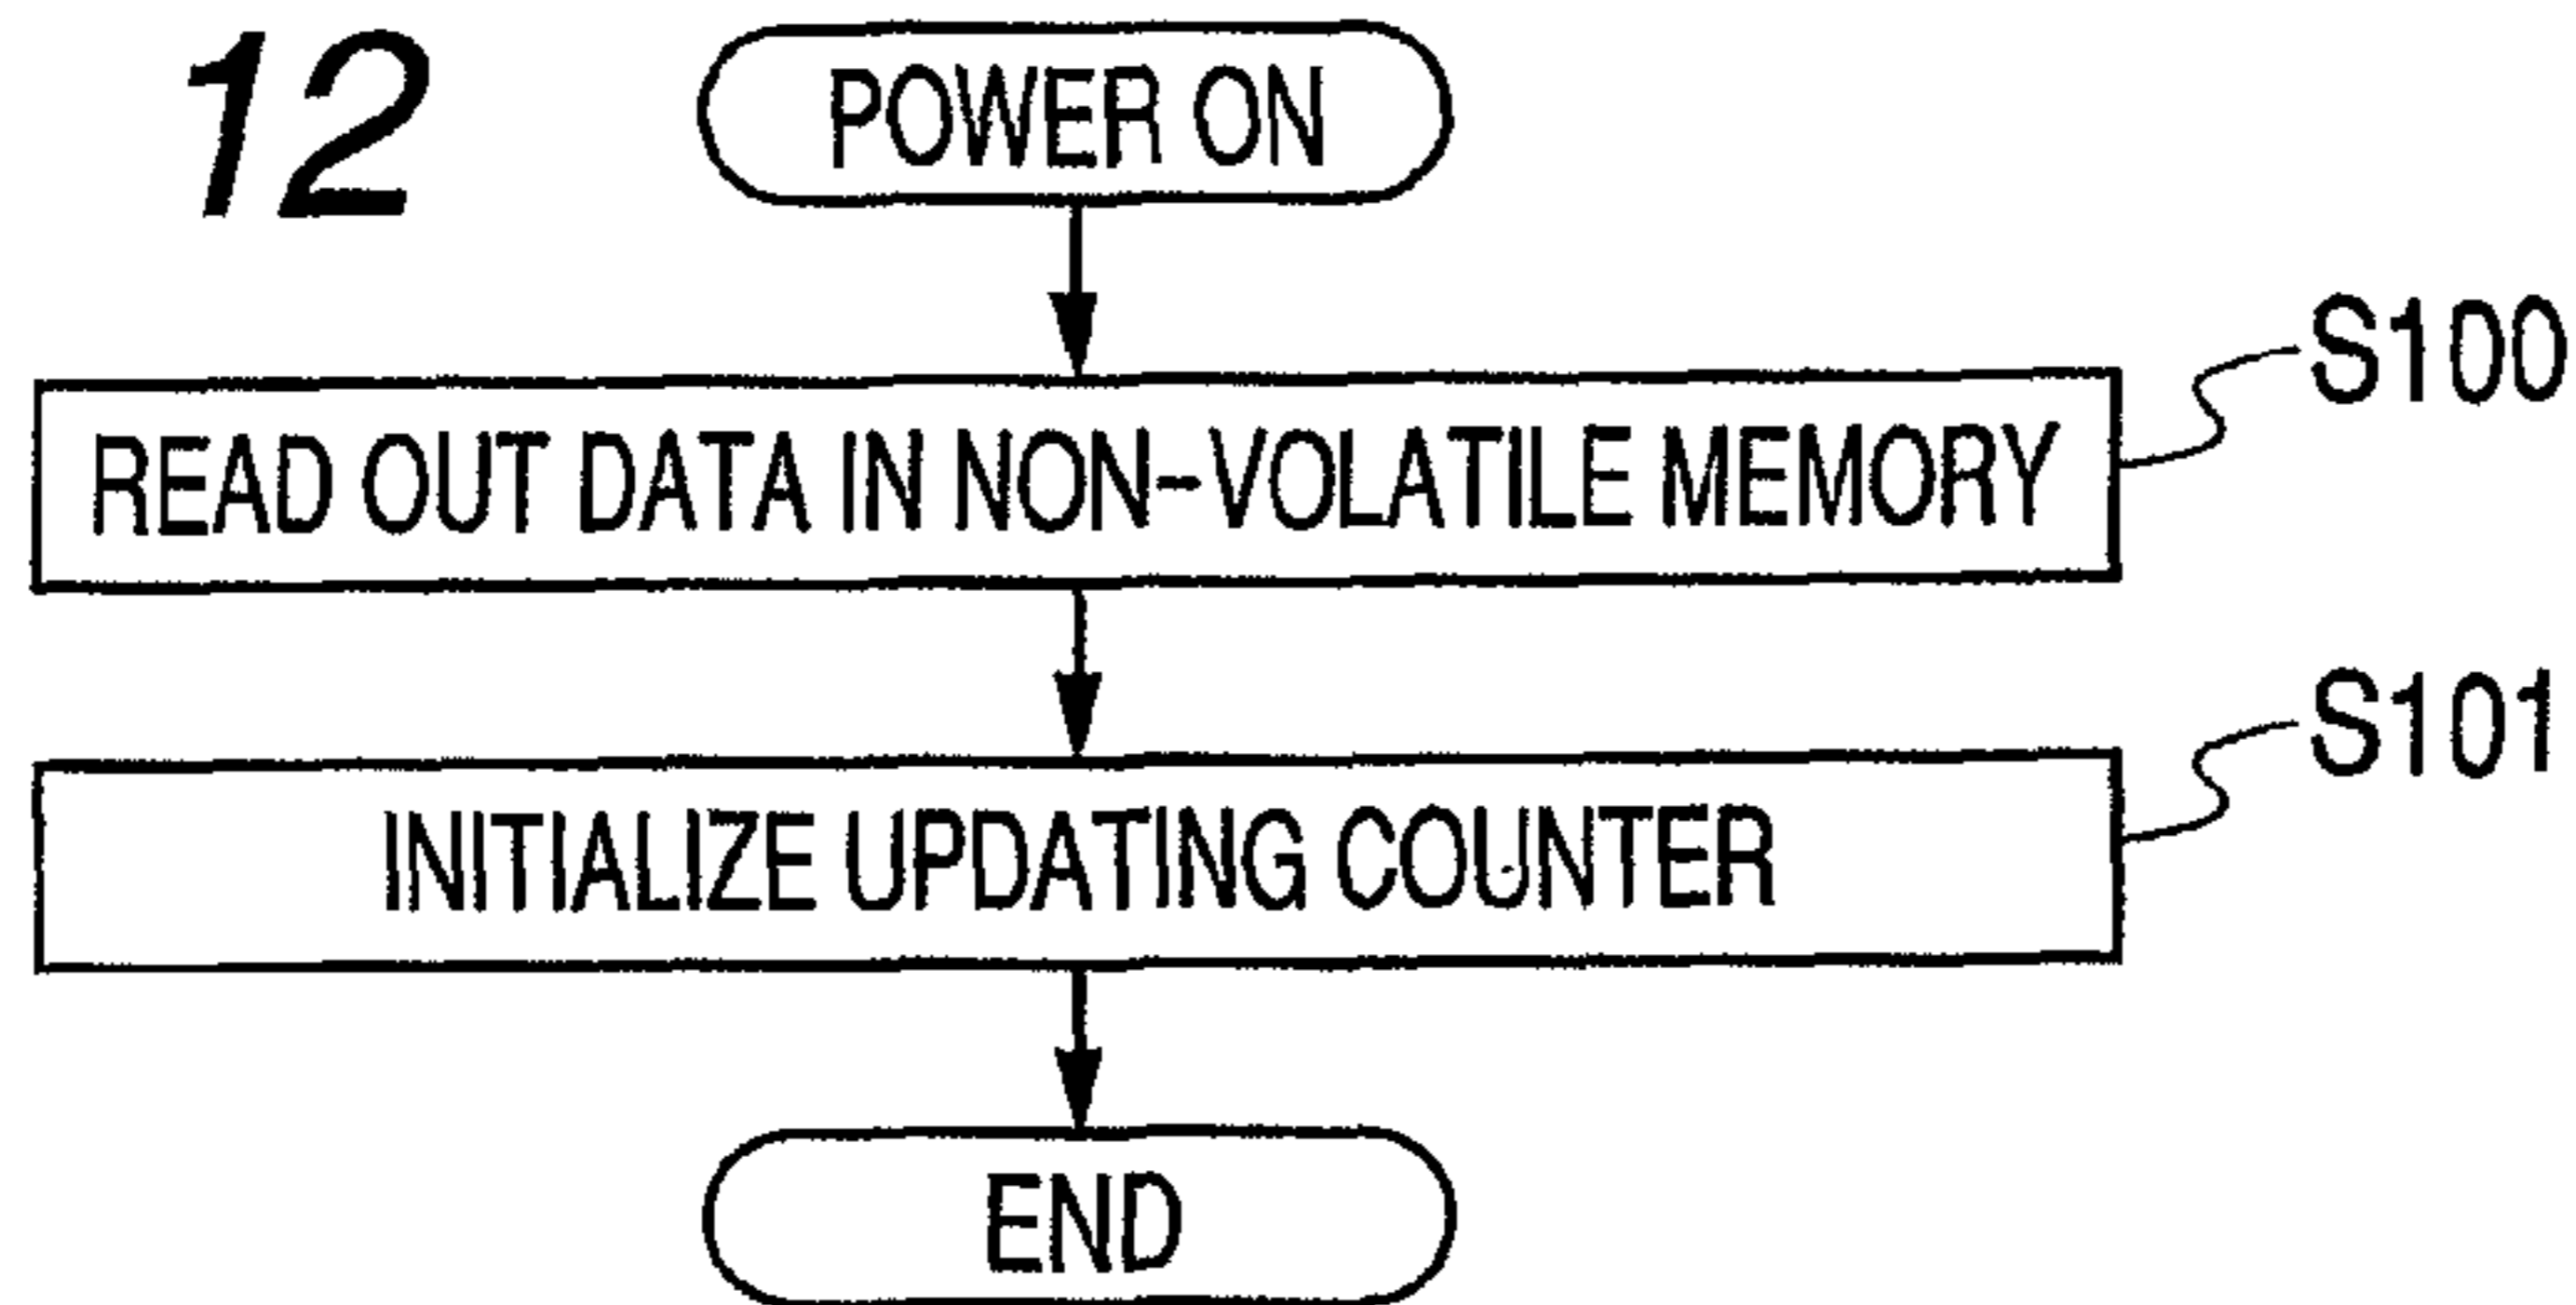 12
POWER ON
S100
READ OUT DATA IN NON-VOLATILE MEMORY
S101
INITIALIZE UPDATING COUNTER
END